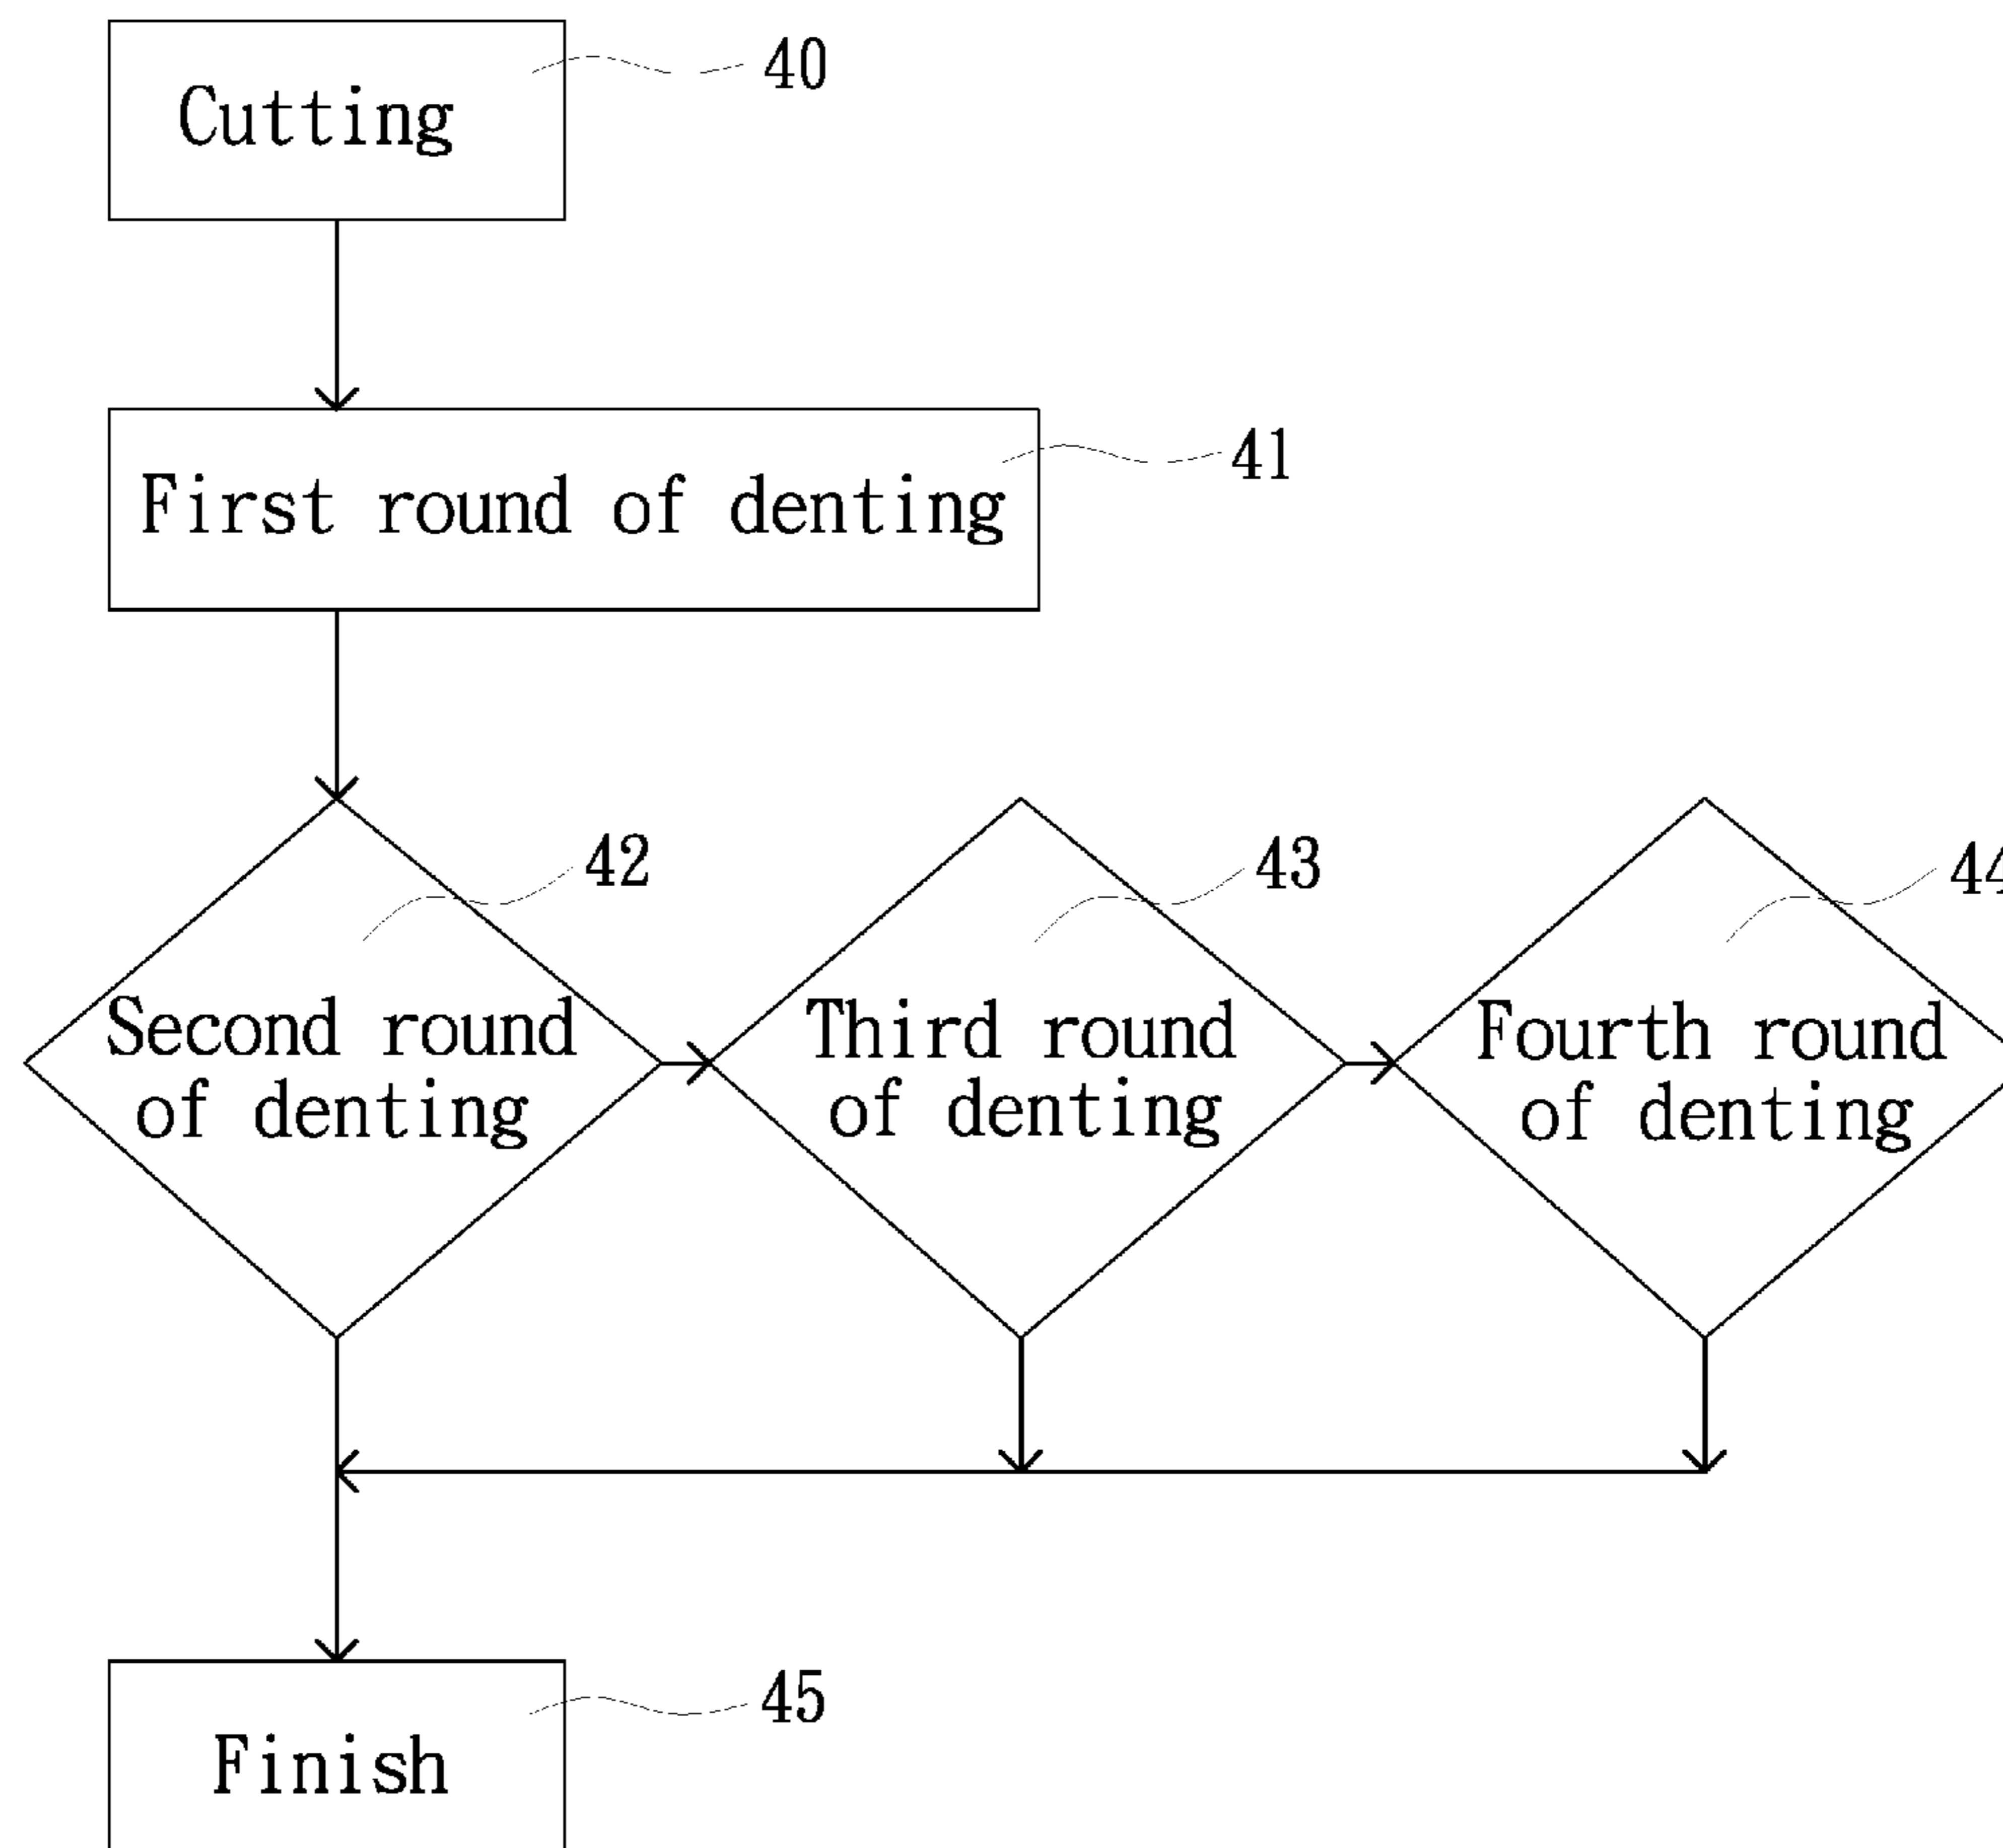 Cutting
40
First round of denting
41
42
43
44
Second round
of denting
Third round
of denting
Fourth round
of denting
Finish
45